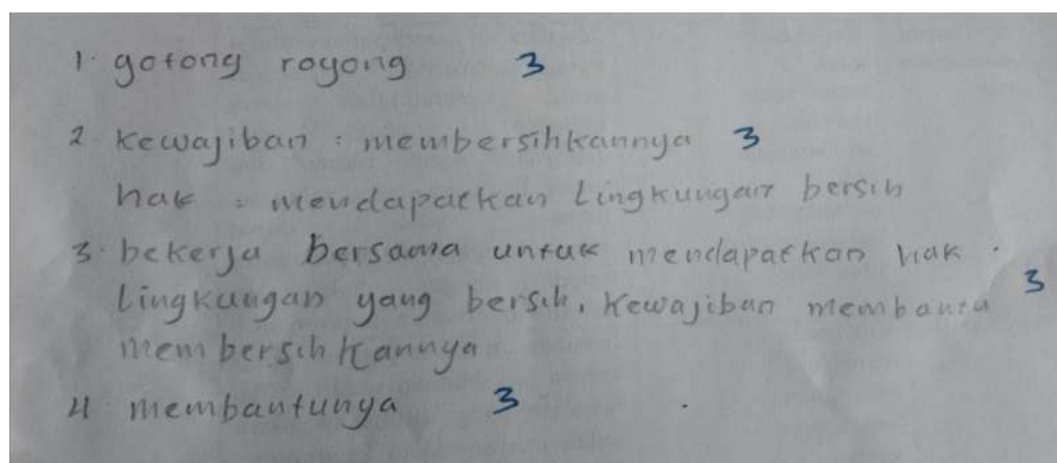 1. gotong royong 3
2. Kewajiban : membersihkannya 3
hak : mendapatkan Lingkungan bersih
3. bekerja bersama untuk mendapatkan hak
Lingkungan yang bersih, Kewajiban membantu 3
membersihkannya
4 membantunya 3